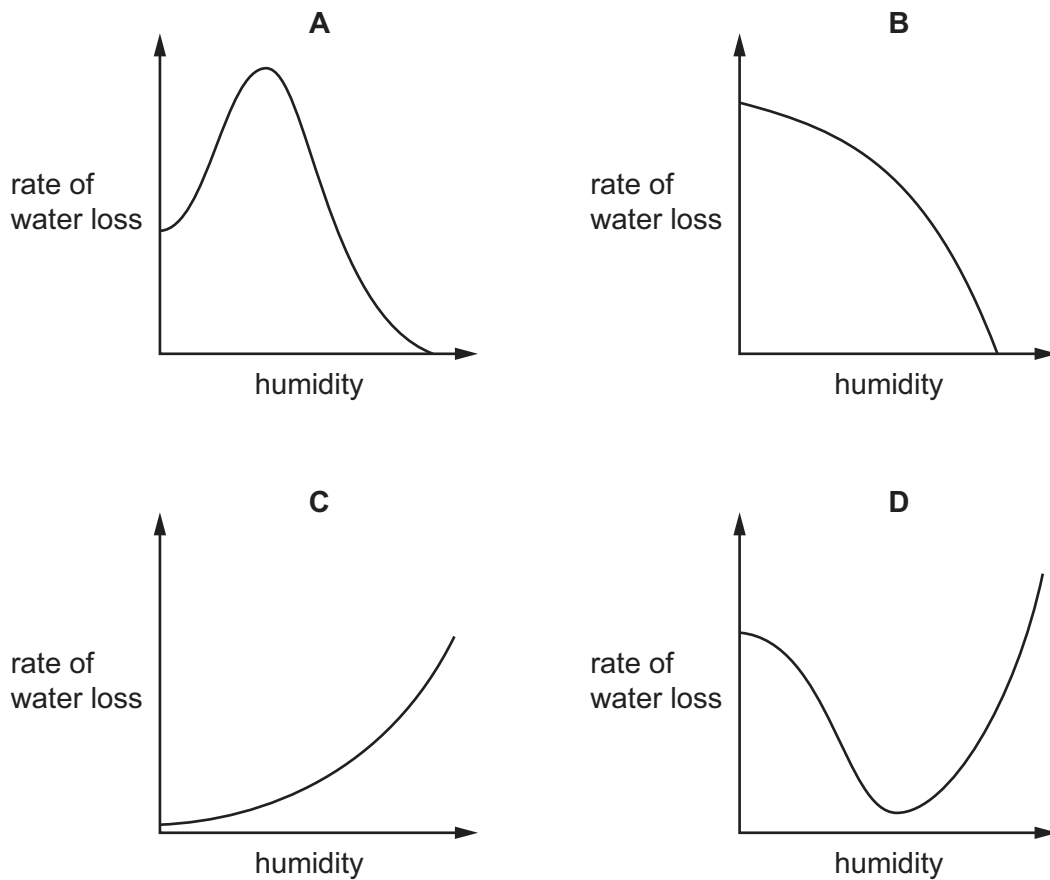 A
rate of
water loss
humidity
B
rate of
water loss
humidity
C
rate of
water loss
humidity
D
rate of
water loss
humidity